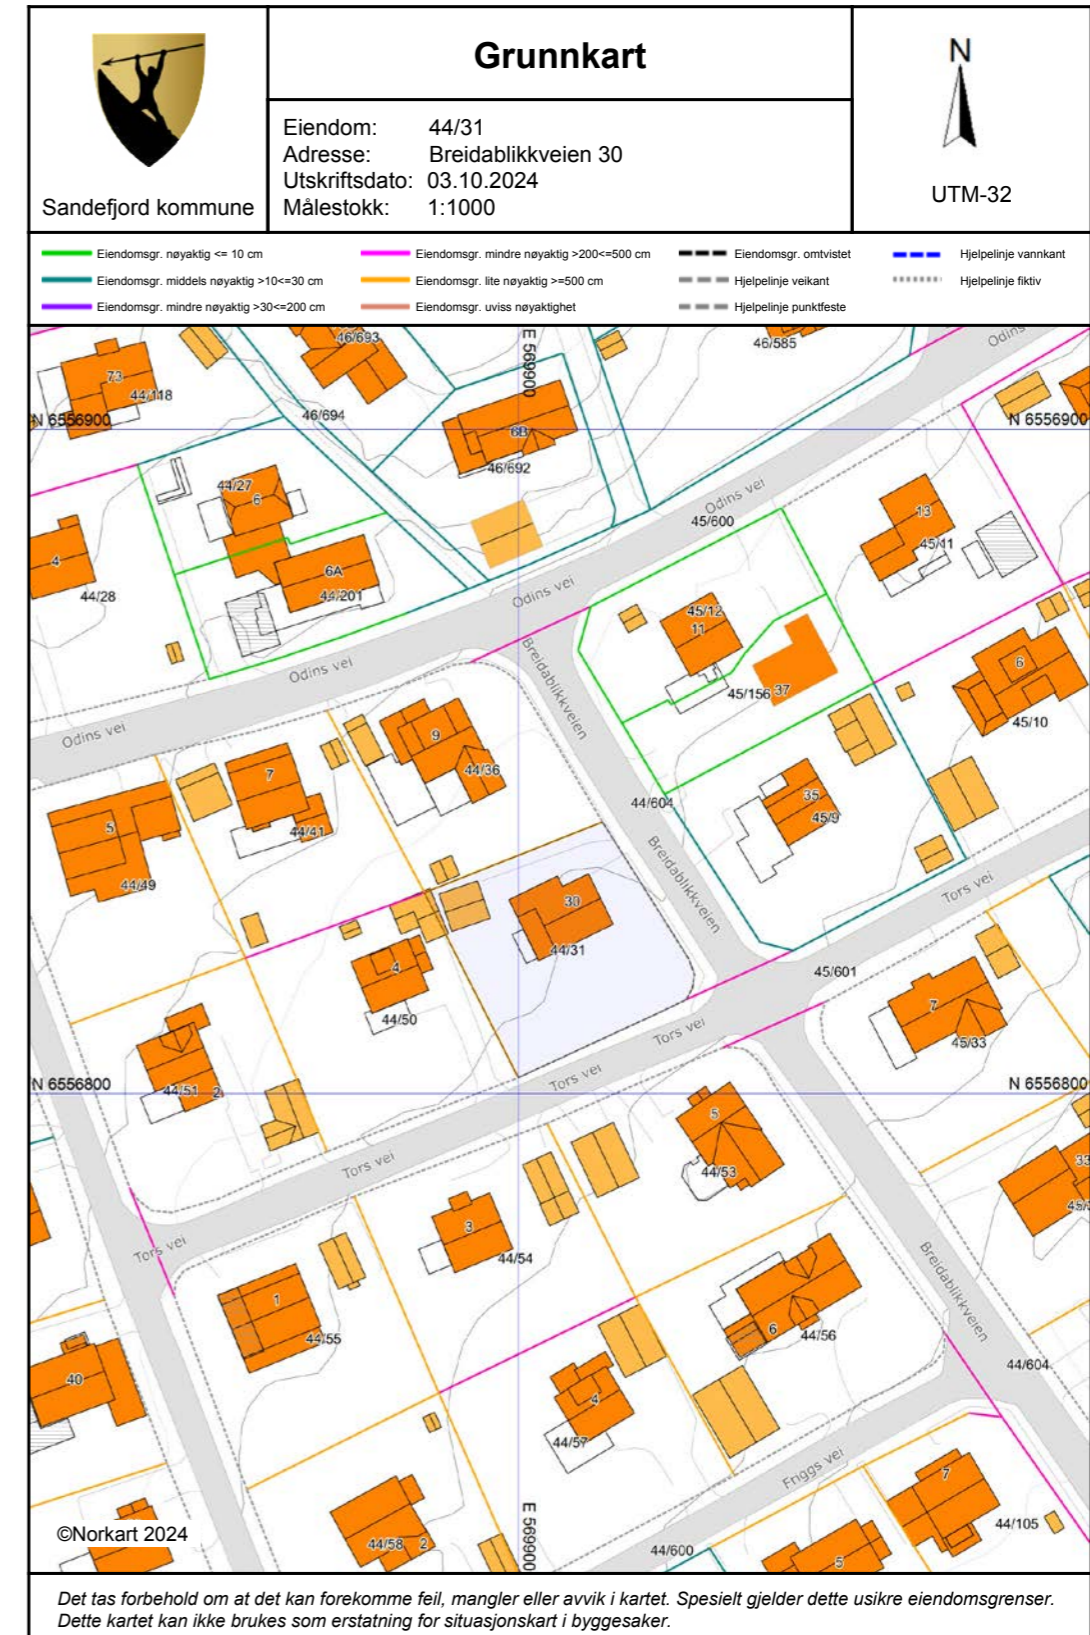 Sandefjord kommune
Grunnkart
Eiendom: 44/31
Adresse: Breidablikkveien 30
Utskriftsdato: 03.10.2024
Målestokk: 1:1000
N
UTM-32
Eiendomsgr. nøyaktig <= 10 cm
Eiendomsgr. middels nøyaktig >10<=30 cm
Eiendomsgr. mindre nøyaktig >30<=200 cm
Eiendomsgr. mindre nøyaktig >200<=500 cm
Eiendomsgr. lite nøyaktig >=500 cm
Eiendomsgr. uviss nøyaktighet
Eiendomsgr. omtvistet
Hjelpelinje veikant
Hjelpelinje punktfeste
Hjelpelinje vannkant
Hjelpelinje fiktiv
46/693
E 569900
46/585
Odins
73
44/118
46/694
N 6556900
6B
N 6556900
46/692
44/27
6
Odins vei
45/600
13
45/11
4
6A
44/28
44/201
Odins vei
45/12
11
Breidablikkveien
Odins vei
45/156
37
6
45/10
Odins vei
9
44/36
7
44/41
44/604
35
45/9
5
44/49
Breidablikkveien
Tors vei
30
44/31
4
44/50
45/601
7
45/33
Tors vei
Tors vei
N 6556800
44/51
2
N 6556800
5
44/53
Tors vei
33
Tors vei
3
44/54
Breidablikkveien
1
44/55
6
44/56
44/604
40
4
44/57
Friggs vei
7
44/105
©Norkart 2024
44/58
2
E 569900
44/600
5
Det tas forbehold om at det kan forekomme feil, mangler eller avvik i kartet. Spesielt gjelder dette usikre eiendomsgrenser.
Dette kartet kan ikke brukes som erstatning for situasjonskart i byggesaker.